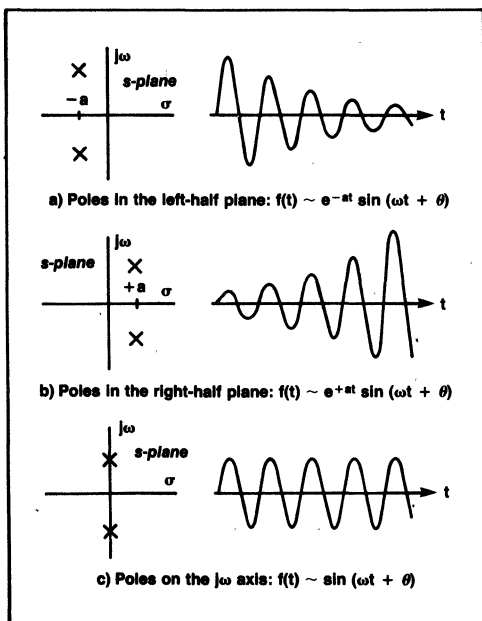 jω
s-plane
−a
σ
t
a) Poles in the left-half plane: f(t) ~ e⁻ᵃᵗ sin (ωt + θ)
jω
s-plane
+a
σ
t
b) Poles in the right-half plane: f(t) ~ e⁺ᵃᵗ sin (ωt + θ)
jω
s-plane
σ
t
c) Poles on the jω axis: f(t) ~ sin (ωt + θ)